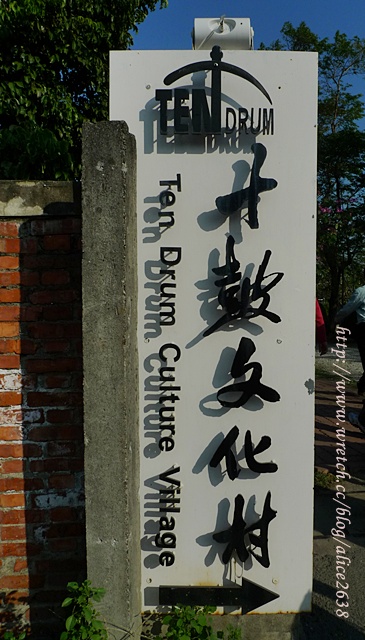 TEN DRUM
十鼓文化村
Ten Drum Culture Village
http://www.wretch.cc/blog/alice2638